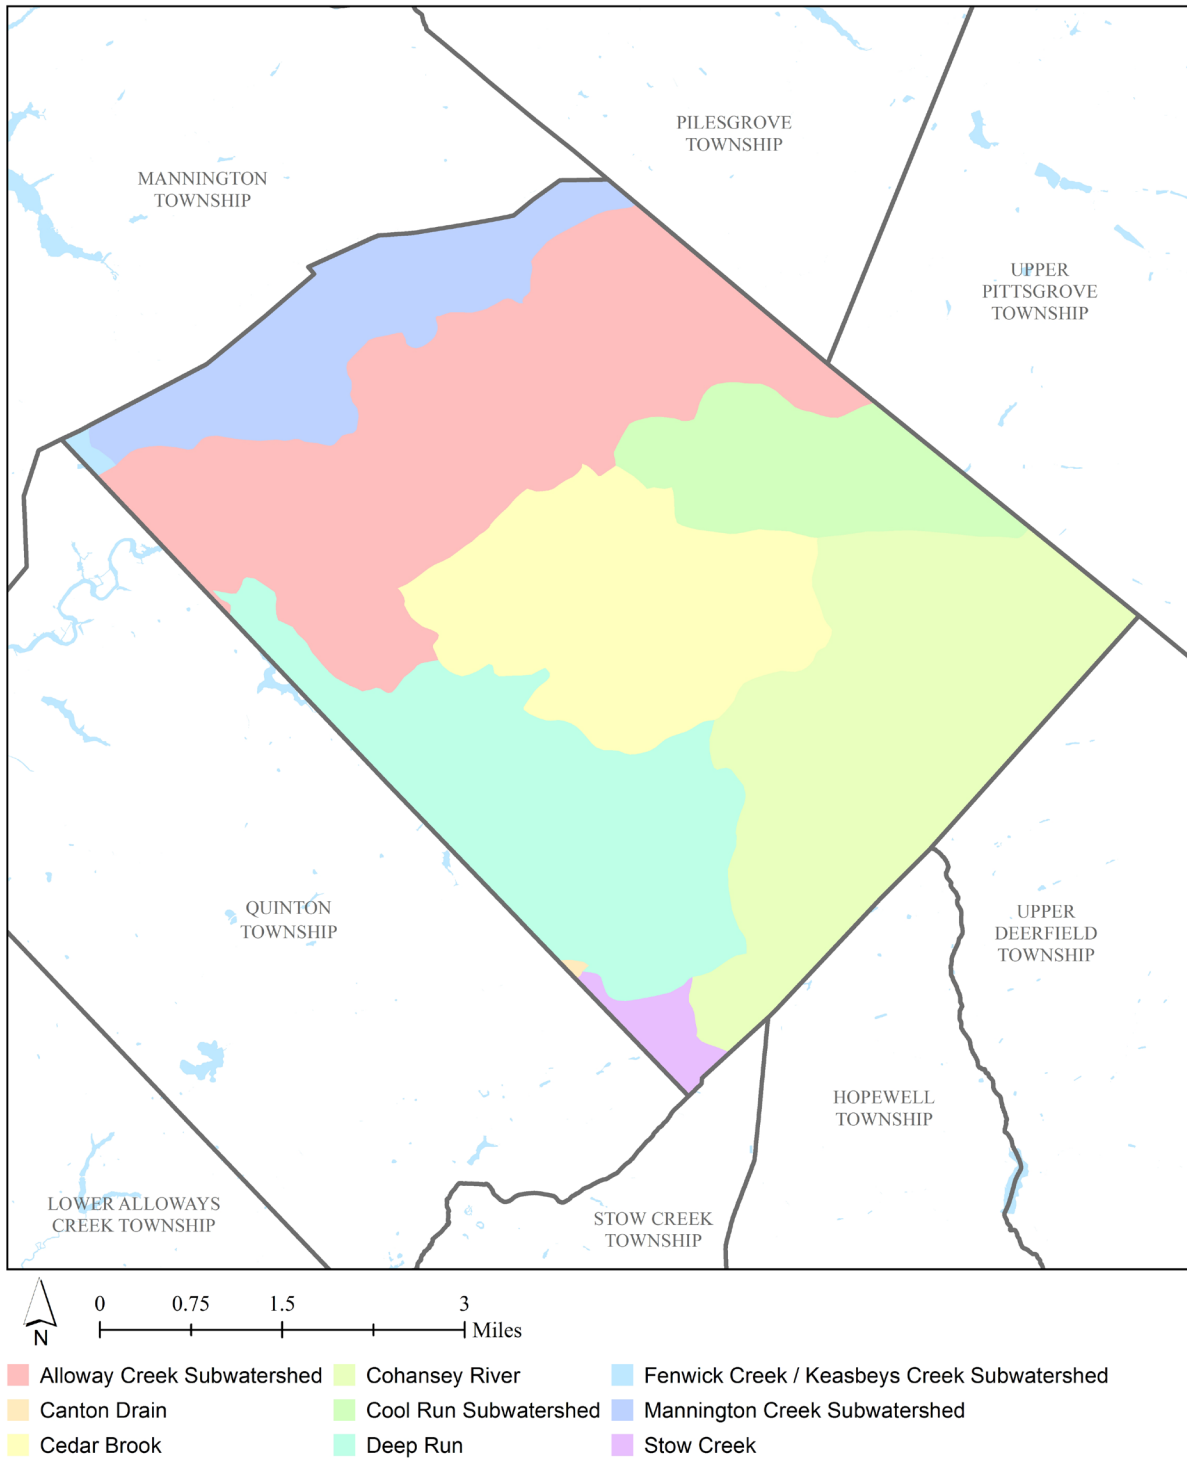 PILESGROVE
TOWNSHIP
MANNINGTON
TOWNSHIP
UPPER
PITTSGROVE
TOWNSHIP
QUINTON
TOWNSHIP
UPPER
DEERFIELD
TOWNSHIP
HOPEWELL
TOWNSHIP
LOWER ALLOWAYS
CREEK TOWNSHIP
STOW CREEK
TOWNSHIP
N
0 0.75 1.5 3
Miles
Alloway Creek Subwatershed
Canton Drain
Cedar Brook
Cohansey River
Cool Run Subwatershed
Deep Run
Fenwick Creek / Keasbeys Creek Subwatershed
Mannington Creek Subwatershed
Stow Creek